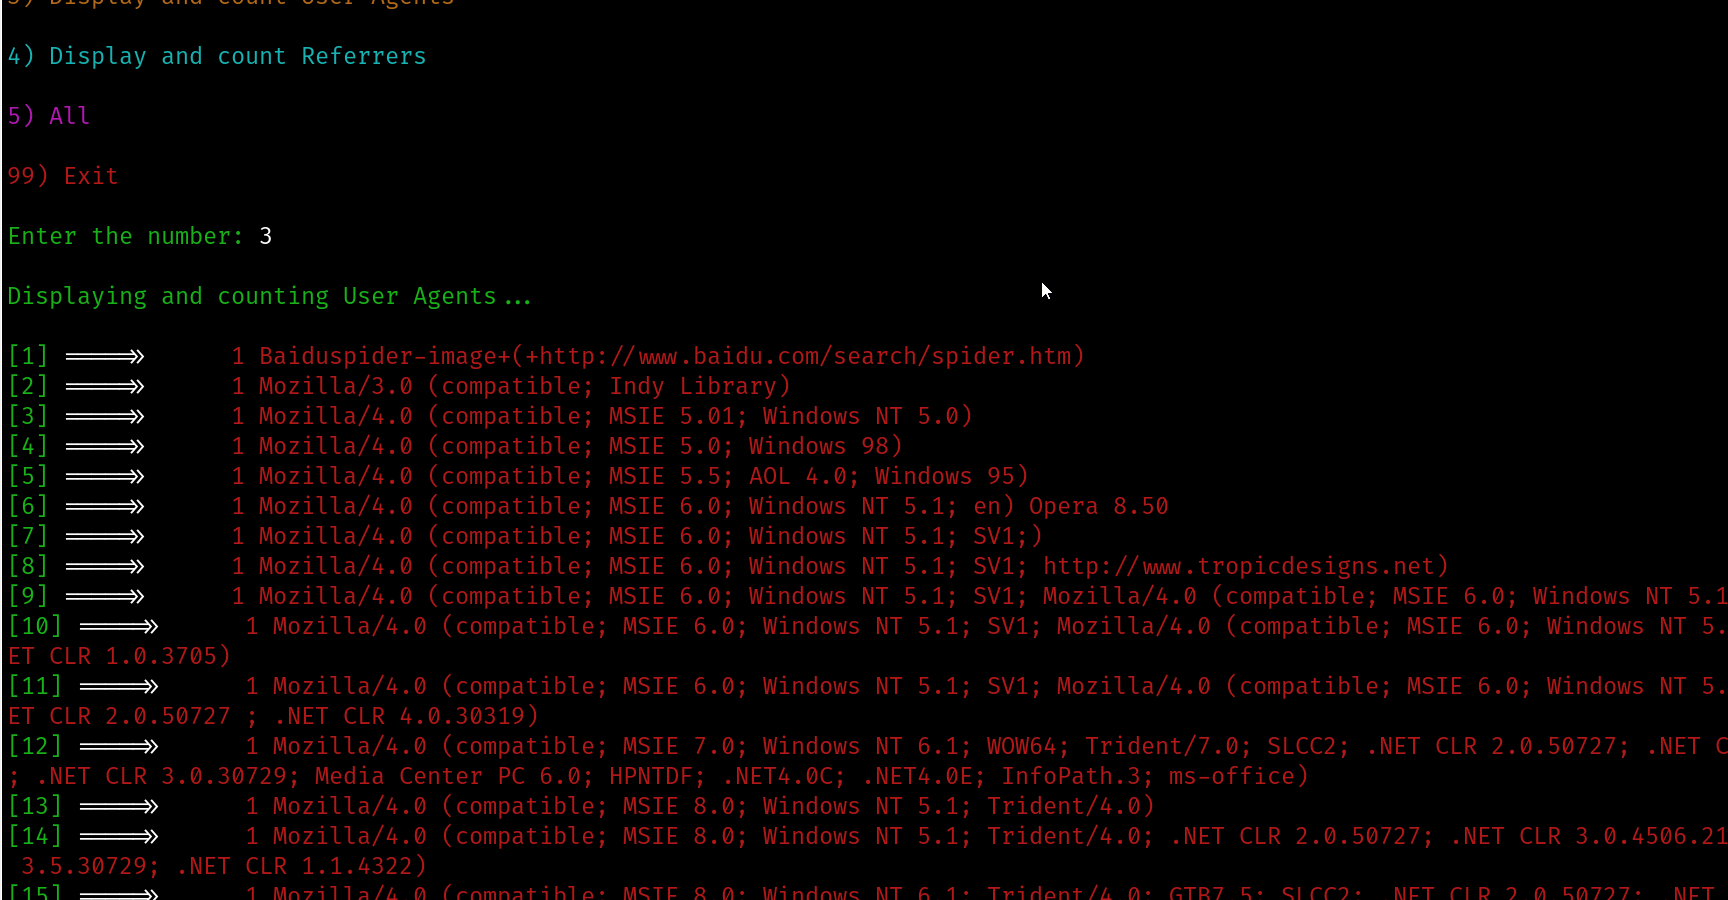 3) Display and count User Agents
4) Display and count Referrers
5) All
99) Exit
Enter the number: 3
Displaying and counting User Agents...
[1] ====>> 1 Baiduspider-image+(+http://www.baidu.com/search/spider.htm)
[2] ====>> 1 Mozilla/3.0 (compatible; Indy Library)
[3] ====>> 1 Mozilla/4.0 (compatible; MSIE 5.01; Windows NT 5.0)
[4] ====>> 1 Mozilla/4.0 (compatible; MSIE 5.0; Windows 98)
[5] ====>> 1 Mozilla/4.0 (compatible; MSIE 5.5; AOL 4.0; Windows 95)
[6] ====>> 1 Mozilla/4.0 (compatible; MSIE 6.0; Windows NT 5.1; en) Opera 8.50
[7] ====>> 1 Mozilla/4.0 (compatible; MSIE 6.0; Windows NT 5.1; SV1;)
[8] ====>> 1 Mozilla/4.0 (compatible; MSIE 6.0; Windows NT 5.1; SV1; http://www.tropicdesigns.net)
[9] ====>> 1 Mozilla/4.0 (compatible; MSIE 6.0; Windows NT 5.1; SV1; Mozilla/4.0 (compatible; MSIE 6.0; Windows NT 5.1
[10] ====>> 1 Mozilla/4.0 (compatible; MSIE 6.0; Windows NT 5.1; SV1; Mozilla/4.0 (compatible; MSIE 6.0; Windows NT 5.
ET CLR 1.0.3705)
[11] ====>> 1 Mozilla/4.0 (compatible; MSIE 6.0; Windows NT 5.1; SV1; Mozilla/4.0 (compatible; MSIE 6.0; Windows NT 5.
ET CLR 2.0.50727 ; .NET CLR 4.0.30319)
[12] ====>> 1 Mozilla/4.0 (compatible; MSIE 7.0; Windows NT 6.1; WOW64; Trident/7.0; SLCC2; .NET CLR 2.0.50727; .NET C
; .NET CLR 3.0.30729; Media Center PC 6.0; HPNTDF; .NET4.0C; .NET4.0E; InfoPath.3; ms-office)
[13] ====>> 1 Mozilla/4.0 (compatible; MSIE 8.0; Windows NT 5.1; Trident/4.0)
[14] ====>> 1 Mozilla/4.0 (compatible; MSIE 8.0; Windows NT 5.1; Trident/4.0; .NET CLR 2.0.50727; .NET CLR 3.0.4506.21
3.5.30729; .NET CLR 1.1.4322)
[15] ====>> 1 Mozilla/4.0 (compatible; MSIE 8.0; Windows NT 6.1; Trident/4.0; GTB7.5; SLCC2; .NET CLR 2.0.50727; .NET